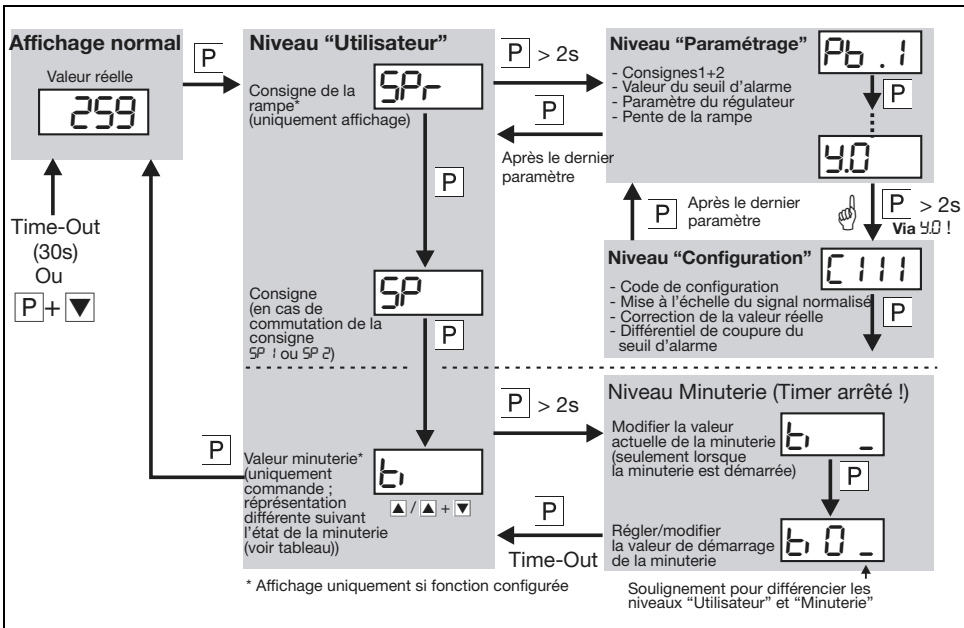 Affichage normal
Valeur réelle
259
P
Time-Out
(30s)
Ou
P + ▼
Niveau “Utilisateur”
Consigne de la
rampe*
(uniquement affichage)
SPr
P
Consigne
(en cas de
commutation de la
consigne
SP 1 ou SP 2)
SP
P
P
Valeur minuterie*
(uniquement
commande ;
réprésentation
différente suivant
l’état de la minuterie
(voir tableau))
ti
▲ / ▲ + ▼
* Affichage uniquement si fonction configurée
P > 2s
P
Après le dernier
paramètre
Niveau “Paramétrage”
- Consignes1+2
- Valeur du seuil d’alarme
- Paramètre du régulateur
- Pente de la rampe
Pb .1
P
y.0
P
Après le dernier
paramètre
P > 2s
Via y.0 !
Niveau “Configuration”
- Code de configuration
- Mise à l’échelle du signal normalisé
- Correction de la valeur réelle
- Différentiel de coupure du
seuil d’alarme
C111
P
P > 2s
P
Time-Out
Niveau Minuterie (Timer arrêté !)
Modifier la valeur
actuelle de la minuterie
(seulement lorsque
la minuterie est démarrée)
ti _
P
Régler/modifier
la valeur de démarrage
de la minuterie
ti 0 _
Soulignement pour différencier les
niveaux “Utilisateur” et “Minuterie”